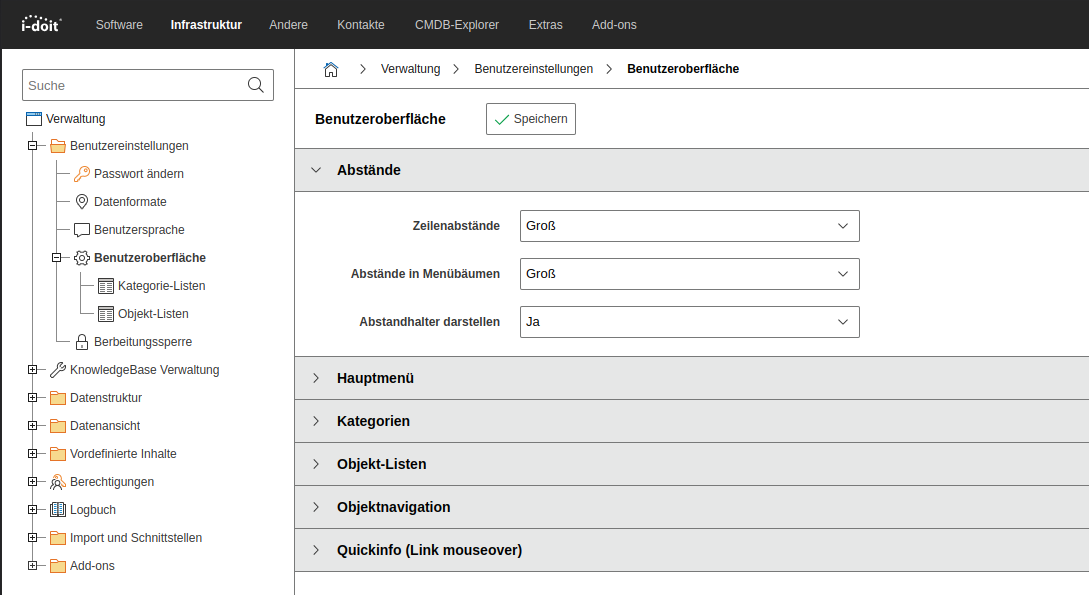 i-doit Software Infrastruktur Andere Kontakte CMDB-Explorer Extras Add-ons
Suche
Verwaltung
Benutzereinstellungen
Passwort ändern
Datenformate
Benutzersprache
Benutzeroberfläche
Kategorie-Listen
Objekt-Listen
Berbeitungssperre
KnowledgeBase Verwaltung
Datenstruktur
Datenansicht
Vordefinierte Inhalte
Berechtigungen
Logbuch
Import und Schnittstellen
Add-ons
Verwaltung Benutzereinstellungen Benutzeroberfläche
Benutzeroberfläche Speichern
Abstände
Zeilenabstände Groß
Abstände in Menübäumen Groß
Abstandhalter darstellen Ja
Hauptmenü
Kategorien
Objekt-Listen
Objektnavigation
Quickinfo (Link mouseover)